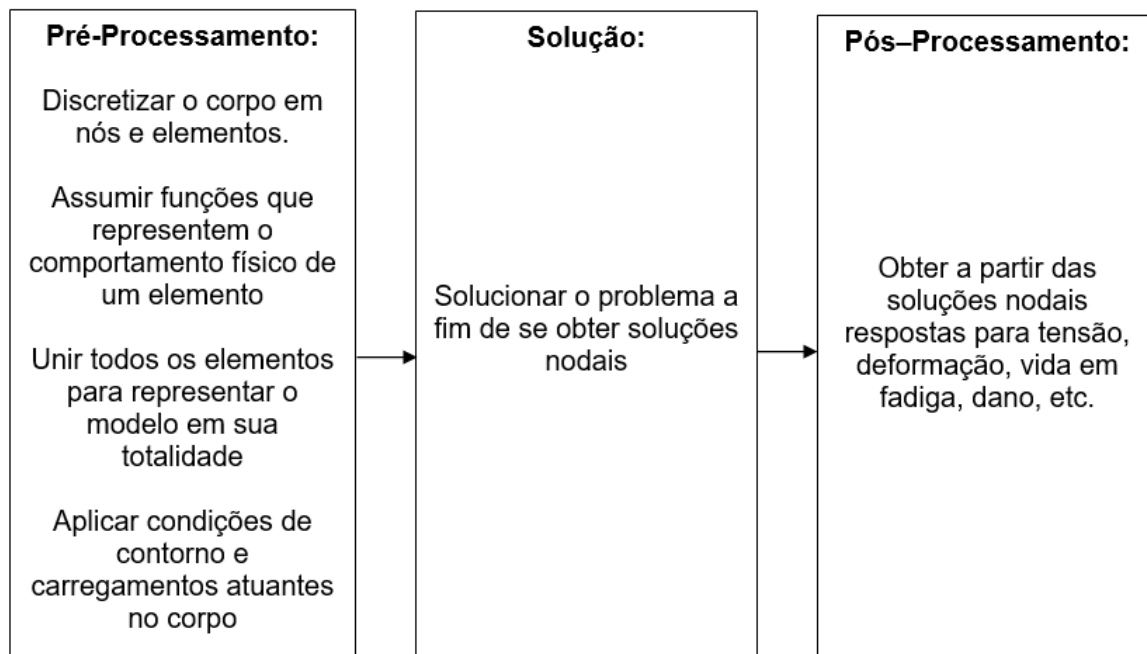 Pré-Processamento:
Discretizar o corpo em
nós e elementos.
Assumir funções que
representem o
comportamento físico de
um elemento
Unir todos os elementos
para representar o
modelo em sua
totalidade
Aplicar condições de
contorno e
carregamentos atuantes
no corpo
Solução:
Solucionar o problema a
fim de se obter soluções
nodais
Pós–Processamento:
Obter a partir das
soluções nodais
respostas para tensão,
deformação, vida em
fadiga, dano, etc.